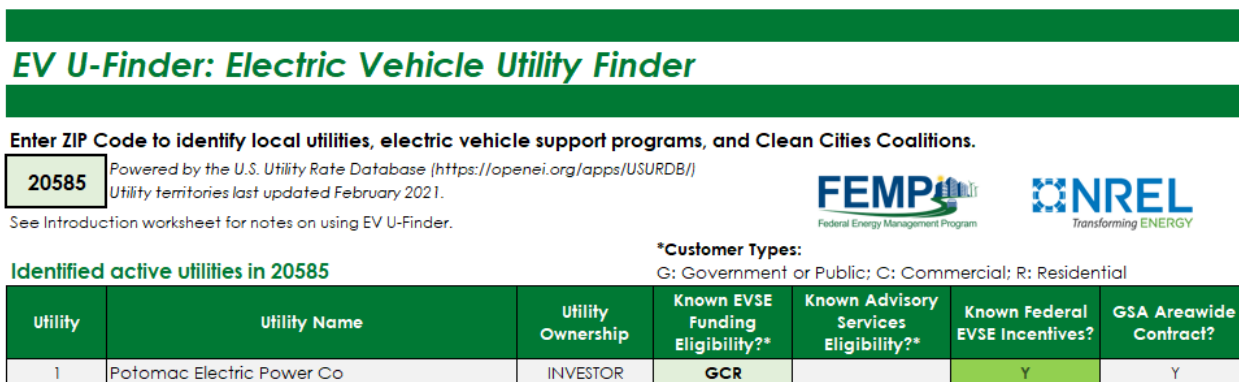 EV U-Finder: Electric Vehicle Utility Finder
Enter ZIP Code to identify local utilities, electric vehicle support programs, and Clean Cities Coalitions.
20585
Powered by the U.S. Utility Rate Database (https://openei.org/apps/USURDB/)
Utility territories last updated February 2021.
FEMP
Federal Energy Management Program
NREL
Transforming ENERGY
See Introduction worksheet for notes on using EV U-Finder.
*Customer Types:
Identified active utilities in 20585
G: Government or Public; C: Commercial; R: Residential
Utility
Utility Name
Utility
Ownership
Known EVSE
Funding
Eligibility?*
Known Advisory
Services
Eligibility?*
Known Federal
EVSE Incentives?
GSA Areawide
Contract?
1
Potomac Electric Power Co
INVESTOR
GCR
Y
Y